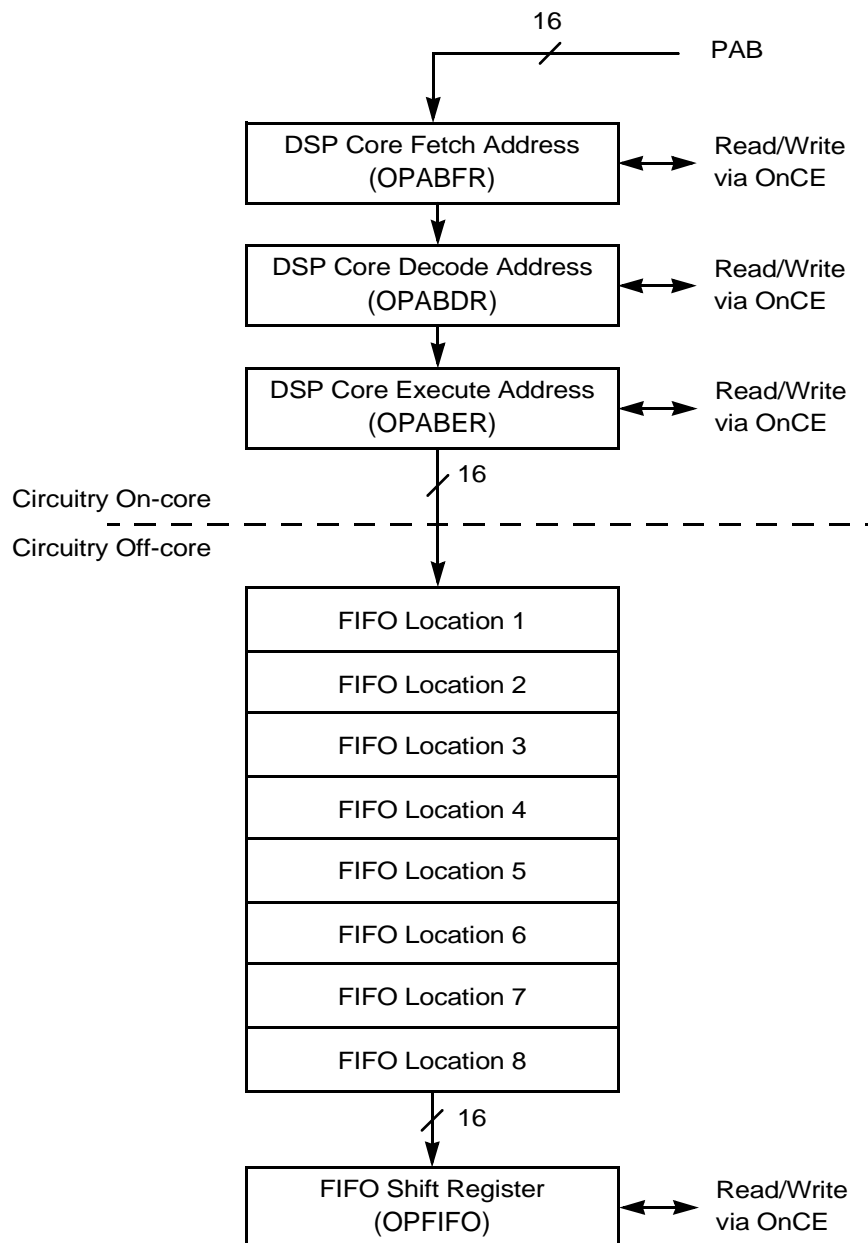 16
PAB
DSP Core Fetch Address
(OPABFR)
Read/Write
via OnCE
DSP Core Decode Address
(OPABDR)
Read/Write
via OnCE
DSP Core Execute Address
(OPABER)
Read/Write
via OnCE
16
Circuitry On-core
Circuitry Off-core
FIFO Location 1
FIFO Location 2
FIFO Location 3
FIFO Location 4
FIFO Location 5
FIFO Location 6
FIFO Location 7
FIFO Location 8
16
FIFO Shift Register
(OPFIFO)
Read/Write
via OnCE